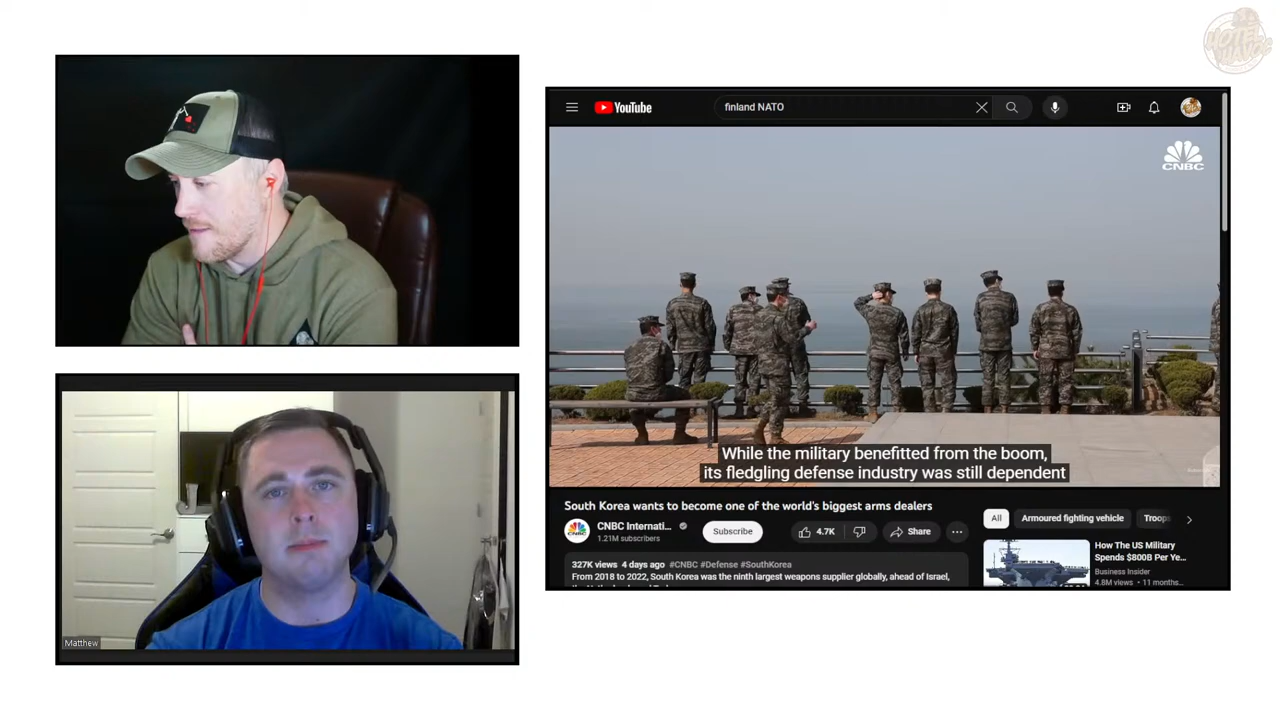 HOTEL
HAVOC
YouTube
finland NATO
CNBC
While the military benefitted from the boom,
its fledgling defense industry was still dependent
South Korea wants to become one of the world's biggest arms dealers
CNBC Internati...
1.21M subscribers
Subscribe
4.7K
Share
327K views 4 days ago #CNBC #Defense #SouthKorea
From 2018 to 2022, South Korea was the ninth largest weapons supplier globally, ahead of Israel,
All
Armoured fighting vehicle
Troops
How The US Military
Spends $800B Per Ye...
Business Insider
4.8M views • 11 months...
Matthew